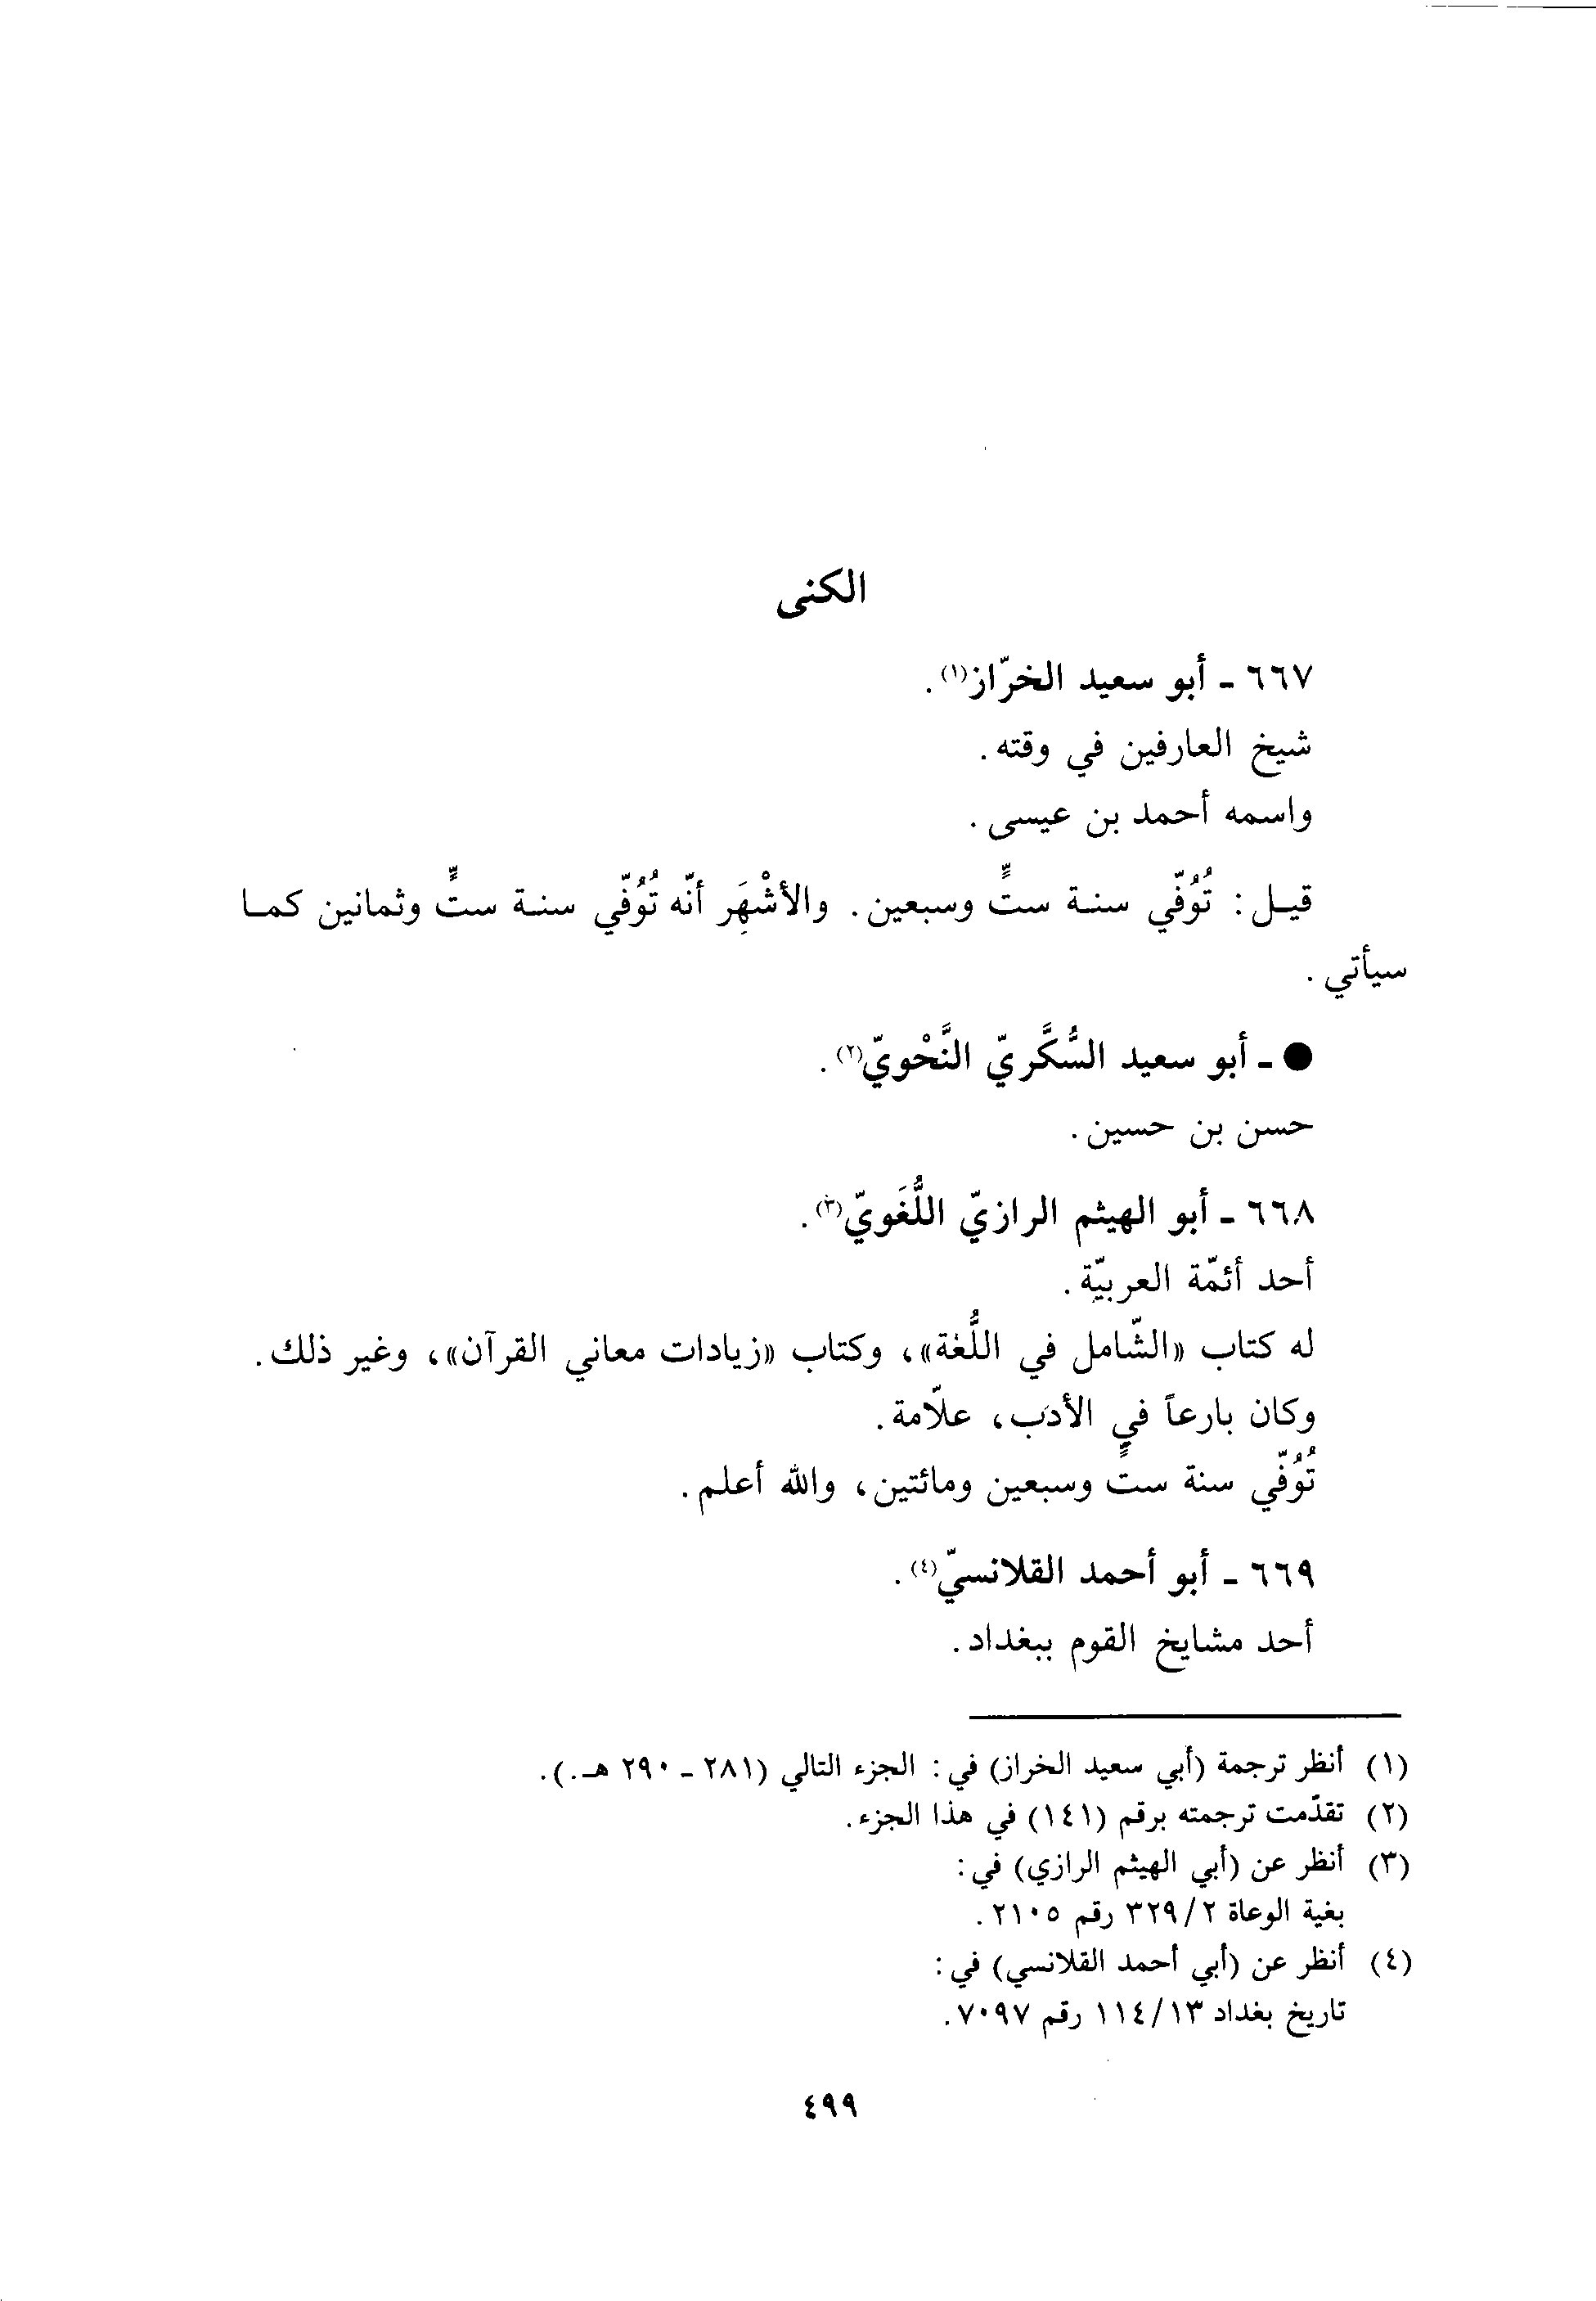 الكنى
٦٦٧ - أبو سعيد الخرّاز(١).
شيخ العارفين في وقته.
واسمه أحمد بن عيسى.
قيل: تُوُفّي سنة ستٍّ وسبعين. والأشْهَر أنّه تُوُفّي سنة ستٍّ وثمانين كما
سيأتي.
● - أبو سعيد السُّكَّريّ النَّحْويّ(٢).
حسن بن حسين.
٦٦٨ - أبو الهيثم الرازيّ اللُّغَويّ(٣).
أحد أئمّة العربيّة.
له كتاب «الشّامل في اللُّغة»، وكتاب «زيادات معاني القرآن»، وغير ذلك.
وكان بارعاً في الأدب، علّامة.
تُوُفّي سنة ستٍّ وسبعين ومائتين، والله أعلم.
٦٦٩ - أبو أحمد القلانسيّ(٤).
أحد مشايخ القوم ببغداد.
(١) أنظر ترجمة (أبي سعيد الخراز) في: الجزء التالي (٢٨١ - ٢٩٠ هـ.).
(٢) تقدّمت ترجمته برقم (١٤١) في هذا الجزء.
(٣) أنظر عن (أبي الهيثم الرازي) في:
بغية الوعاة ٣٢٩/٢ رقم ٢١٠٥.
(٤) أنظر عن (أبي أحمد القلانسي) في:
تاريخ بغداد ١١٤/١٣ رقم ٧٠٩٧.
٤٩٩